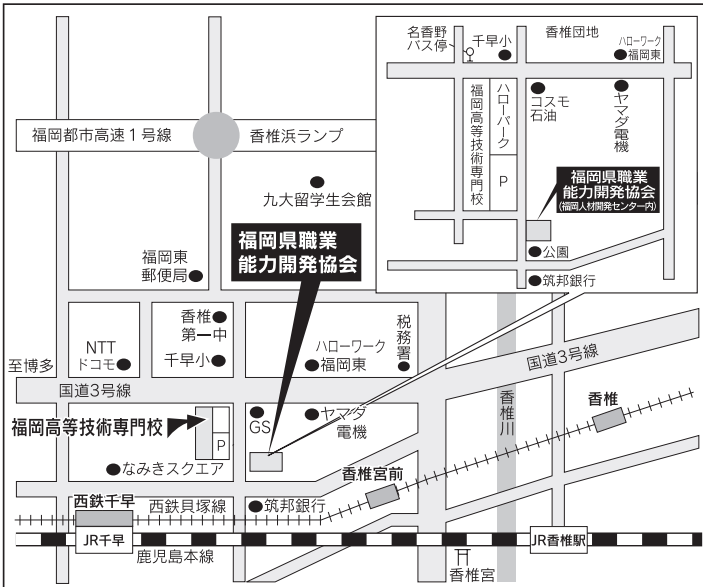 名香野
バス停
千早小
香椎団地
ハローワーク
福岡東
福岡高等技術専門校
ハローパーク
P
コスモ
石油
ヤマダ電機
福岡県職業
能力開発協会
(福岡人材開発センター内)
公園
筑邦銀行
福岡都市高速1号線
香椎浜ランプ
九大留学生会館
福岡県職業
能力開発協会
福岡東
郵便局
香椎
第一中
NTT
ドコモ
千早小
ハローワーク
福岡東
税務署
至博多
国道3号線
国道3号線
福岡高等技術専門校
P
GS
ヤマダ
電機
香椎川
香椎
なみきスクエア
香椎宮前
西鉄千早
西鉄貝塚線
筑邦銀行
JR千早
鹿児島本線
JR香椎駅
香椎宮